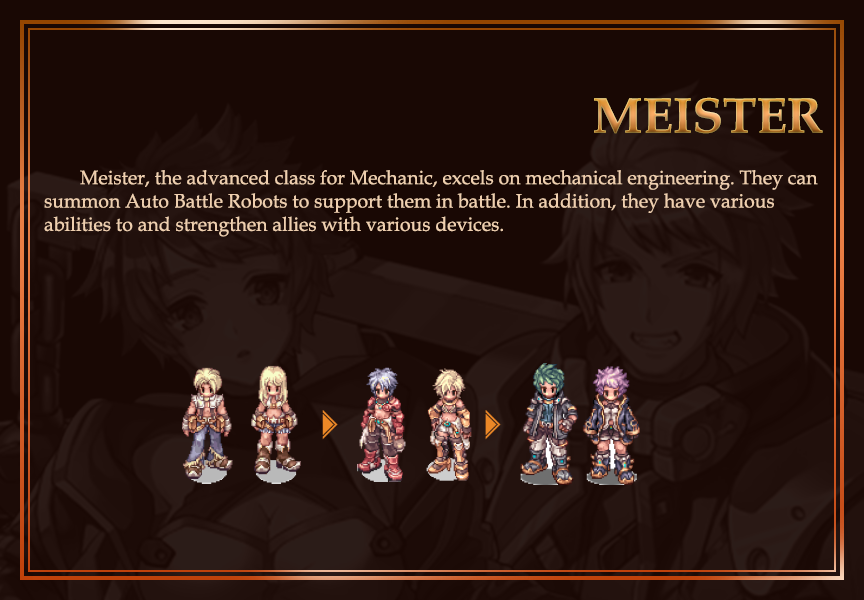 MEISTER
Meister, the advanced class for Mechanic, excels on mechanical engineering. They can
summon Auto Battle Robots to support them in battle. In addition, they have various
abilities to and strengthen allies with various devices.